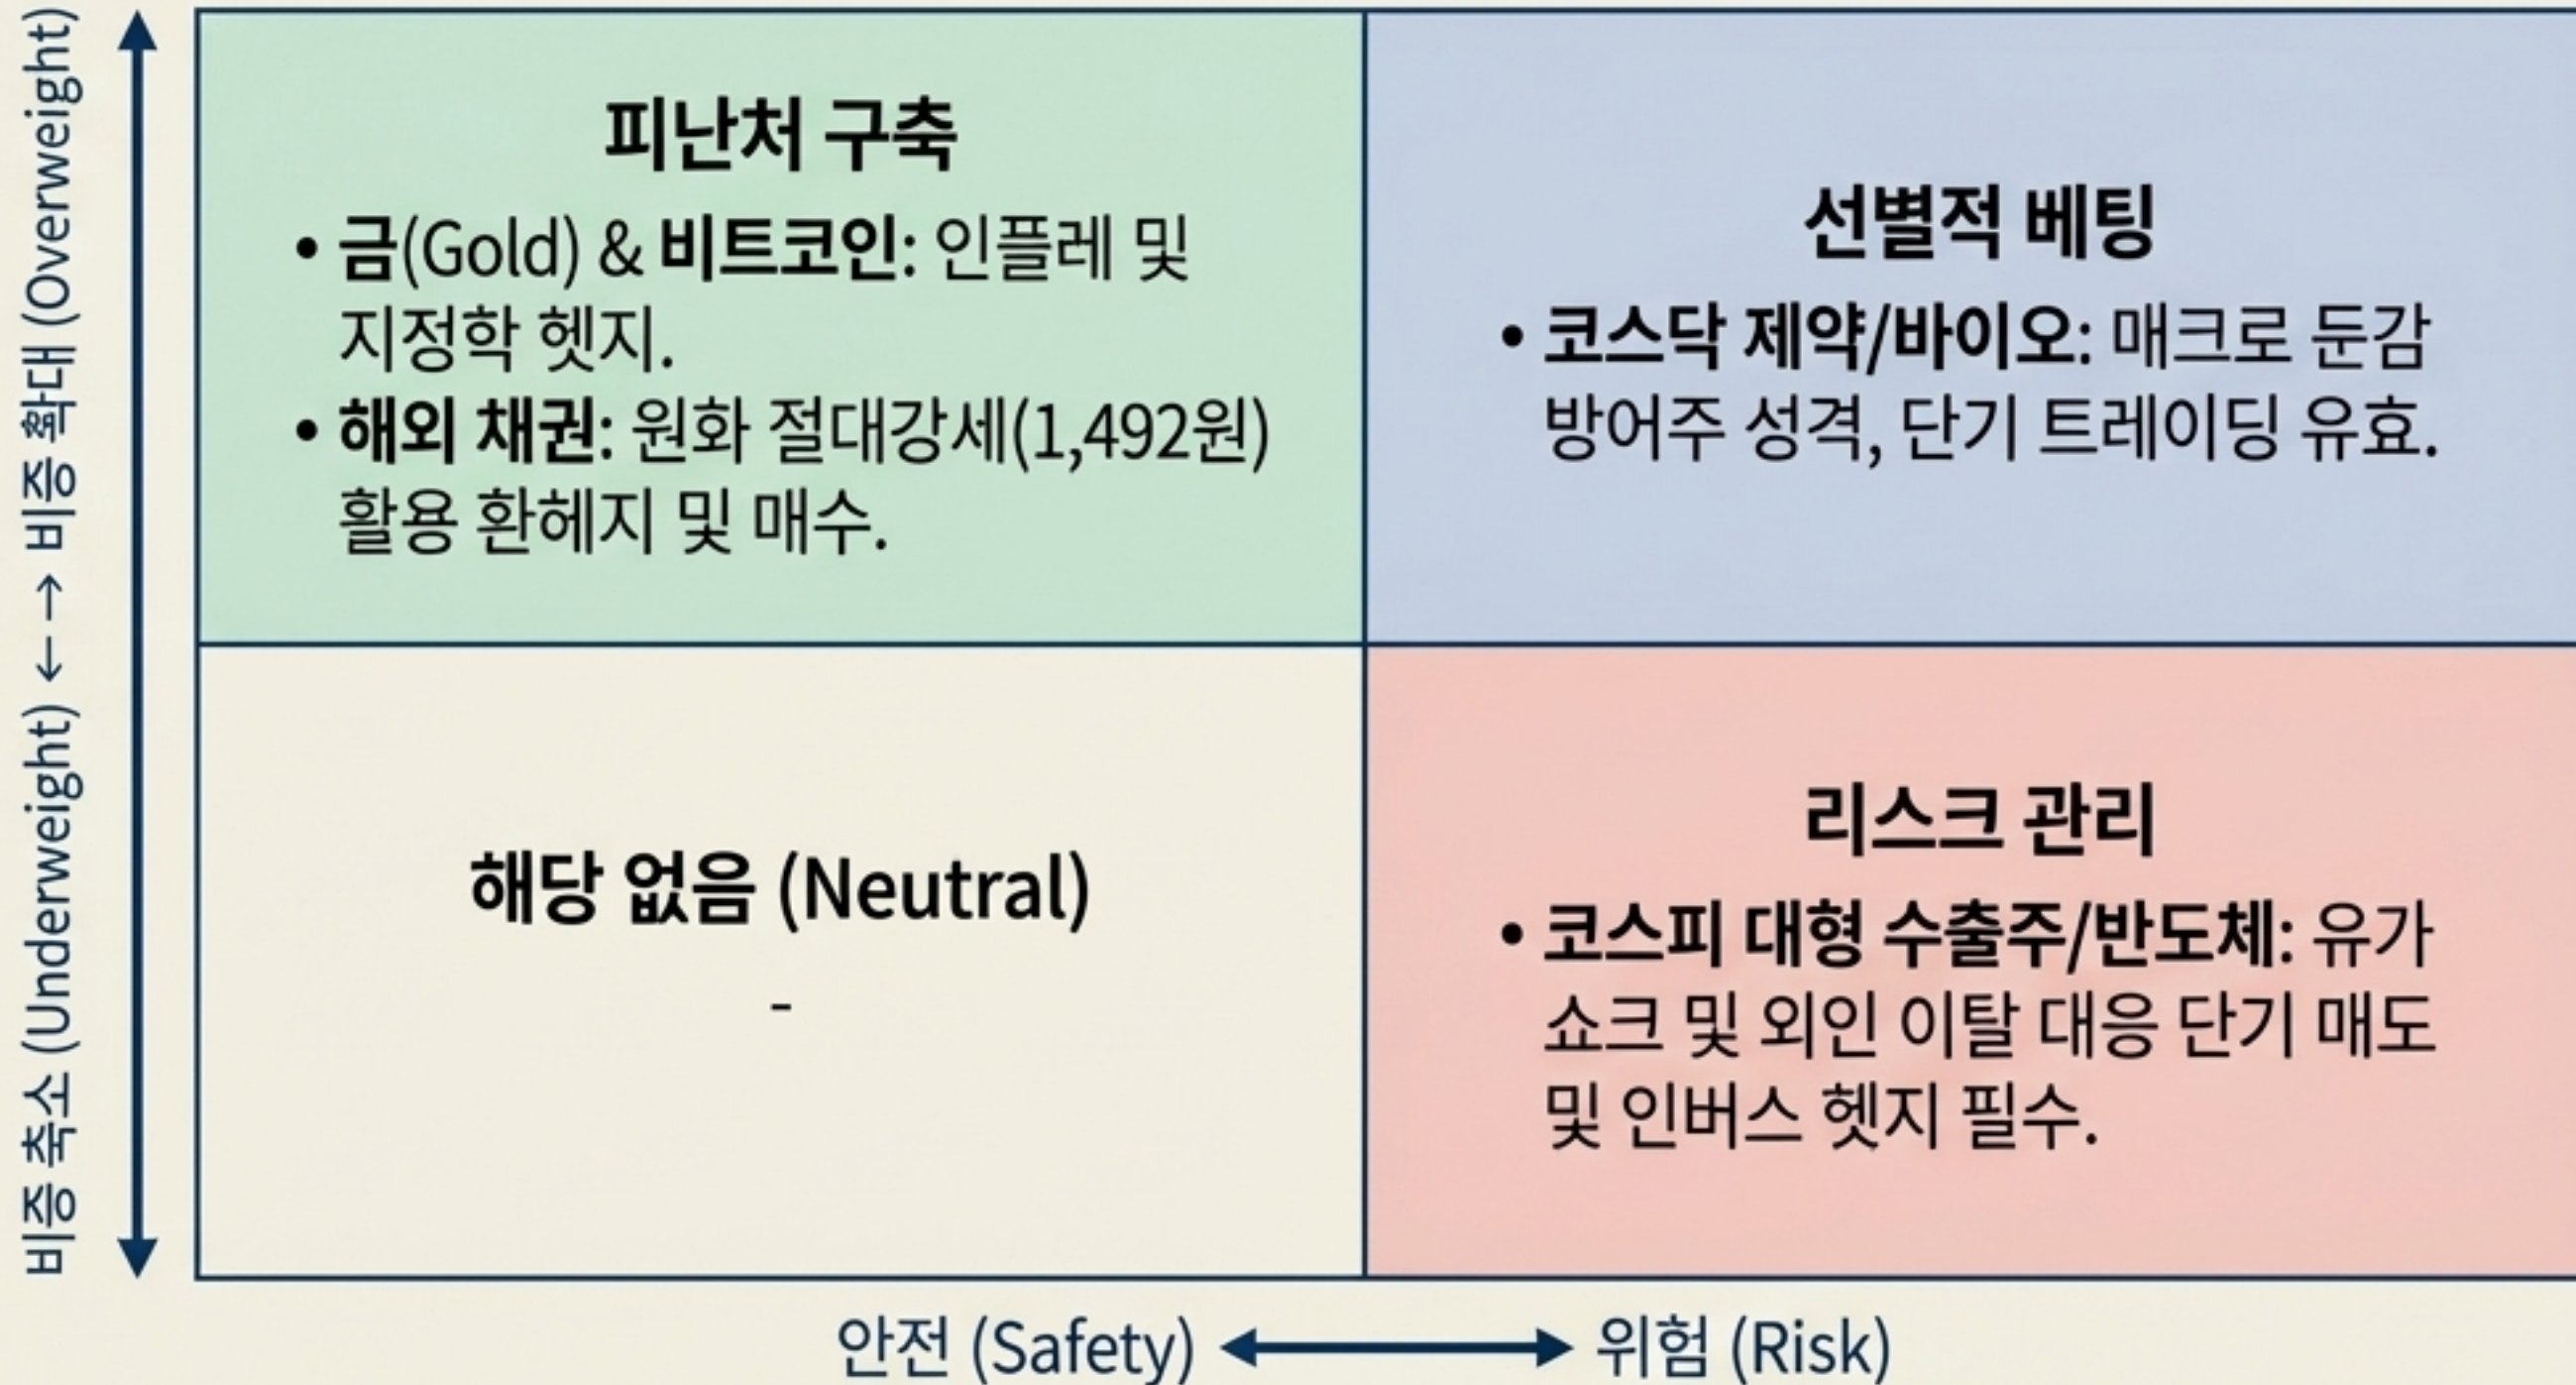 비중 축소 (Underweight) ← → 비중 확대 (Overweight)
피난처 구축
• 금(Gold) & 비트코인: 인플레 및
지정학 헷지.
• 해외 채권: 원화 절대강세(1,492원)
활용 환헤지 및 매수.
선별적 베팅
• 코스닥 제약/바이오: 매크로 둔감
방어주 성격, 단기 트레이딩 유효.
해당 없음 (Neutral)
-
리스크 관리
• 코스피 대형 수출주/반도체: 유가
쇼크 및 외인 이탈 대응 단기 매도
및 인버스 헷지 필수.
안전 (Safety) 위험 (Risk)